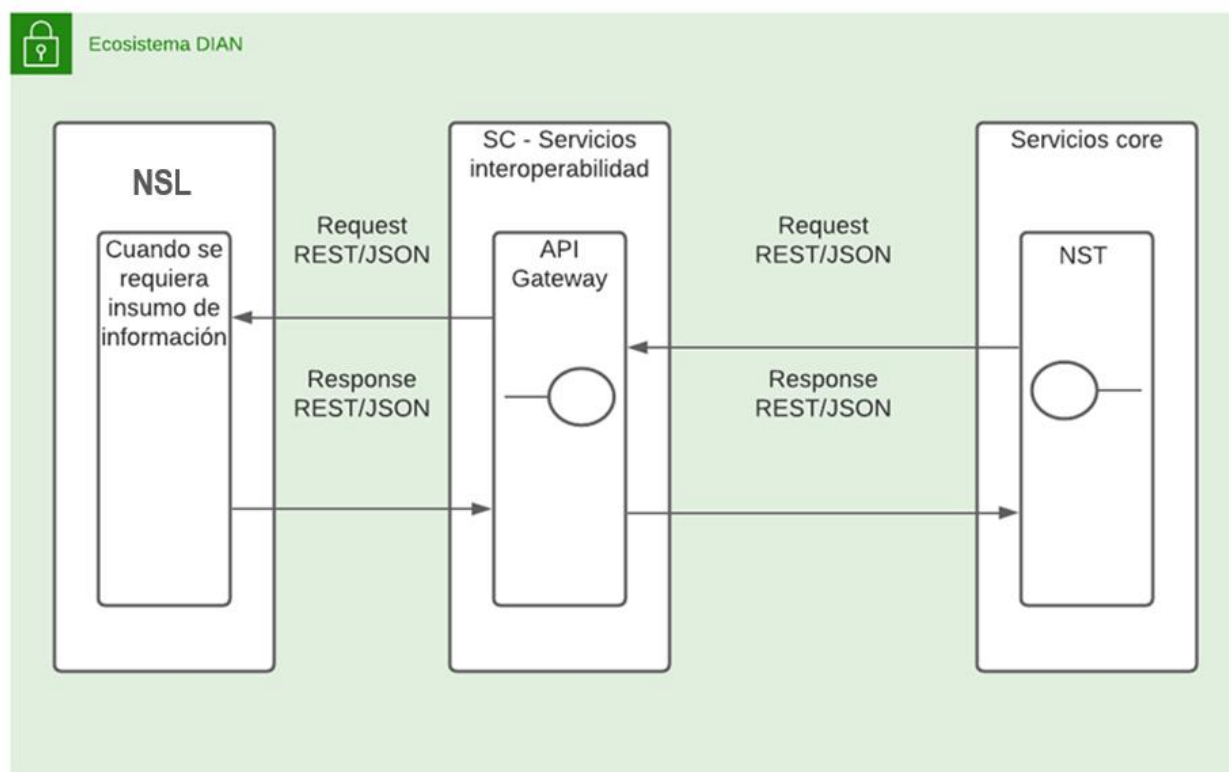 Ecosistema DIAN
NSL
Cuando se
requiera
insumo de
información
Request
REST/JSON
Response
REST/JSON
SC - Servicios
interoperabilidad
API
Gateway
Request
REST/JSON
Response
REST/JSON
Servicios core
NST